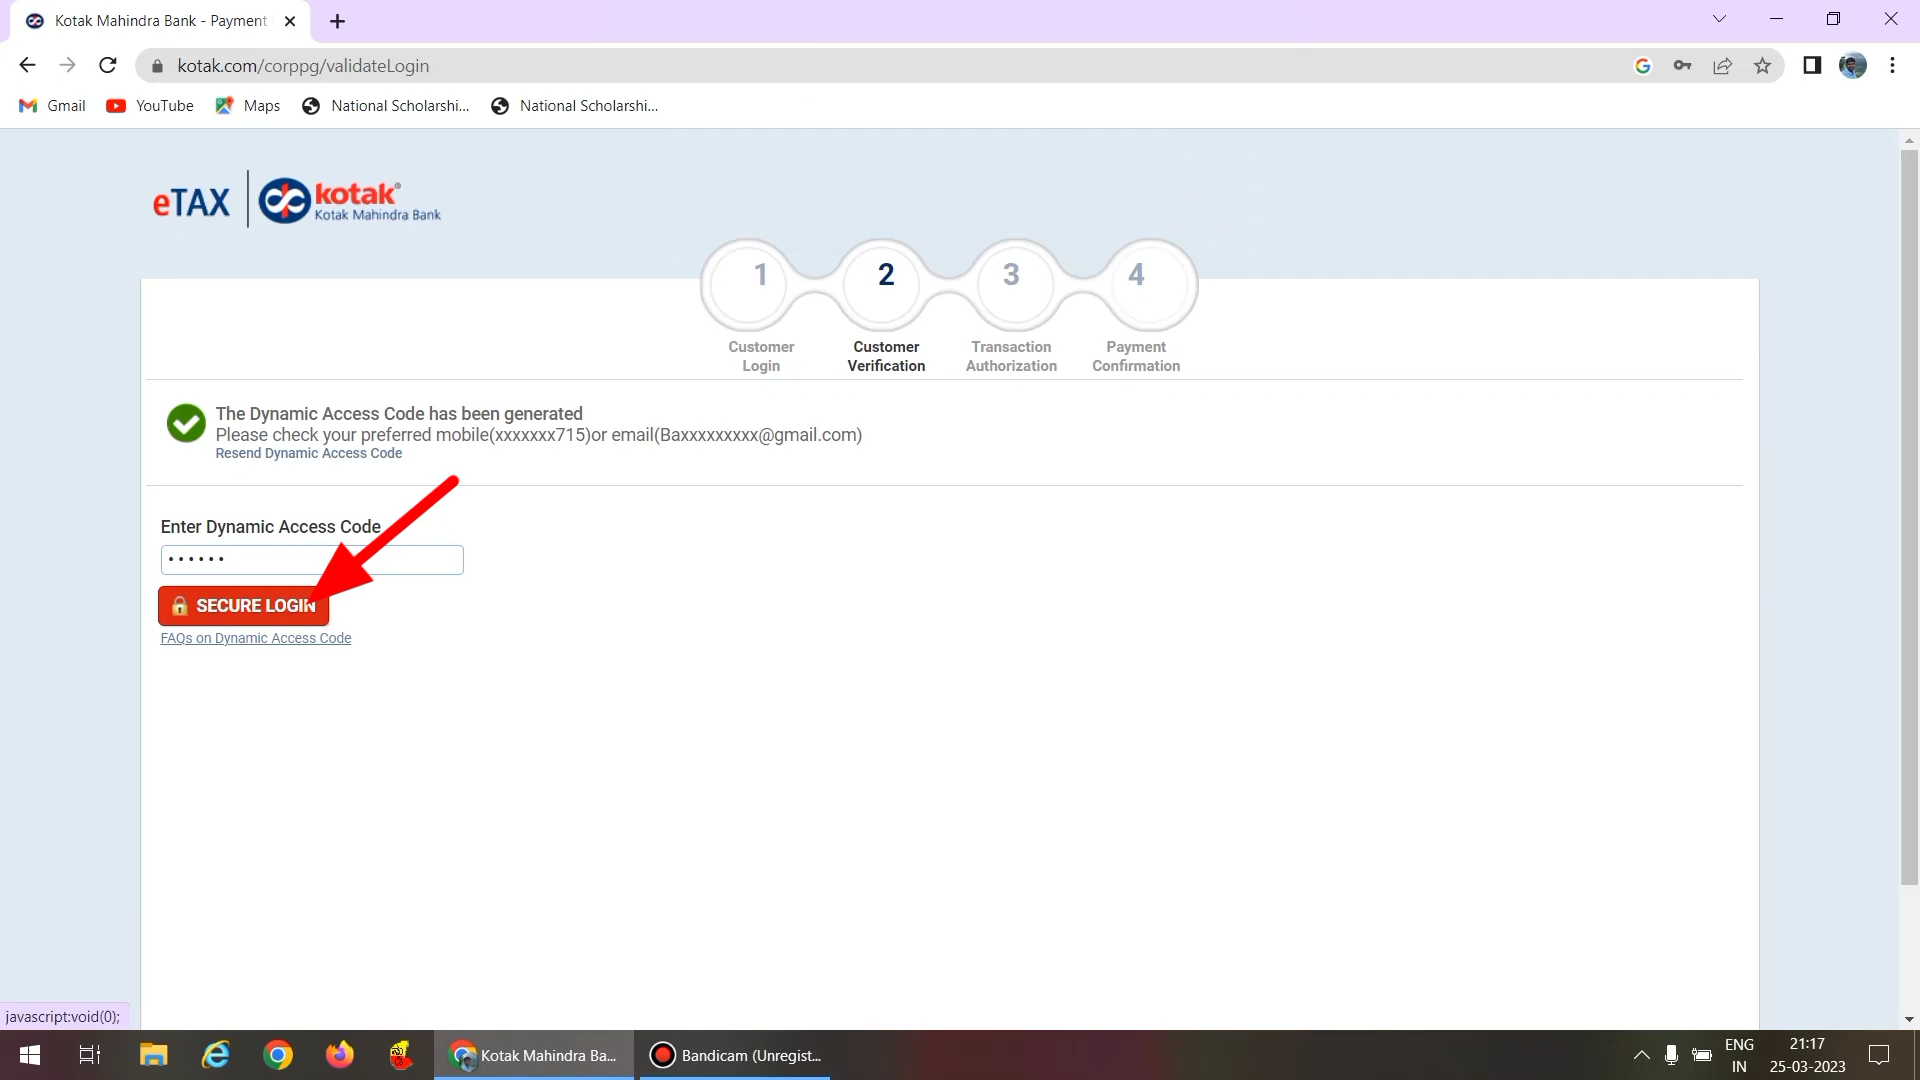 Kotak Mahindra Bank - Payment
kotak.com/corppg/validateLogin
Gmail
YouTube
Maps
National Scholarshi...
National Scholarshi...
eTAX
kotak®
Kotak Mahindra Bank
1
2
3
4
Customer Login
Customer Verification
Transaction Authorization
Payment Confirmation
The Dynamic Access Code has been generated
Please check your preferred mobile(xxxxxxx715)or email(Baxxxxxxxxx@gmail.com)
Resend Dynamic Access Code
Enter Dynamic Access Code
SECURE LOGIN
FAQs on Dynamic Access Code
javascript:void(0);
Kotak Mahindra Ba...
Bandicam (Unregist...
ENG
IN
21:17
25-03-2023